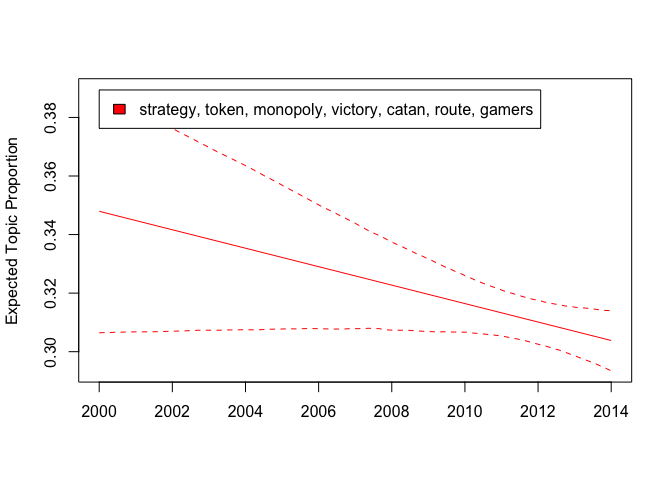 strategy, token, monopoly, victory, catan, route, gamers
Expected Topic Proportion
0.38
0.36
0.34
0.32
0.30
2000 2002 2004 2006 2008 2010 2012 2014